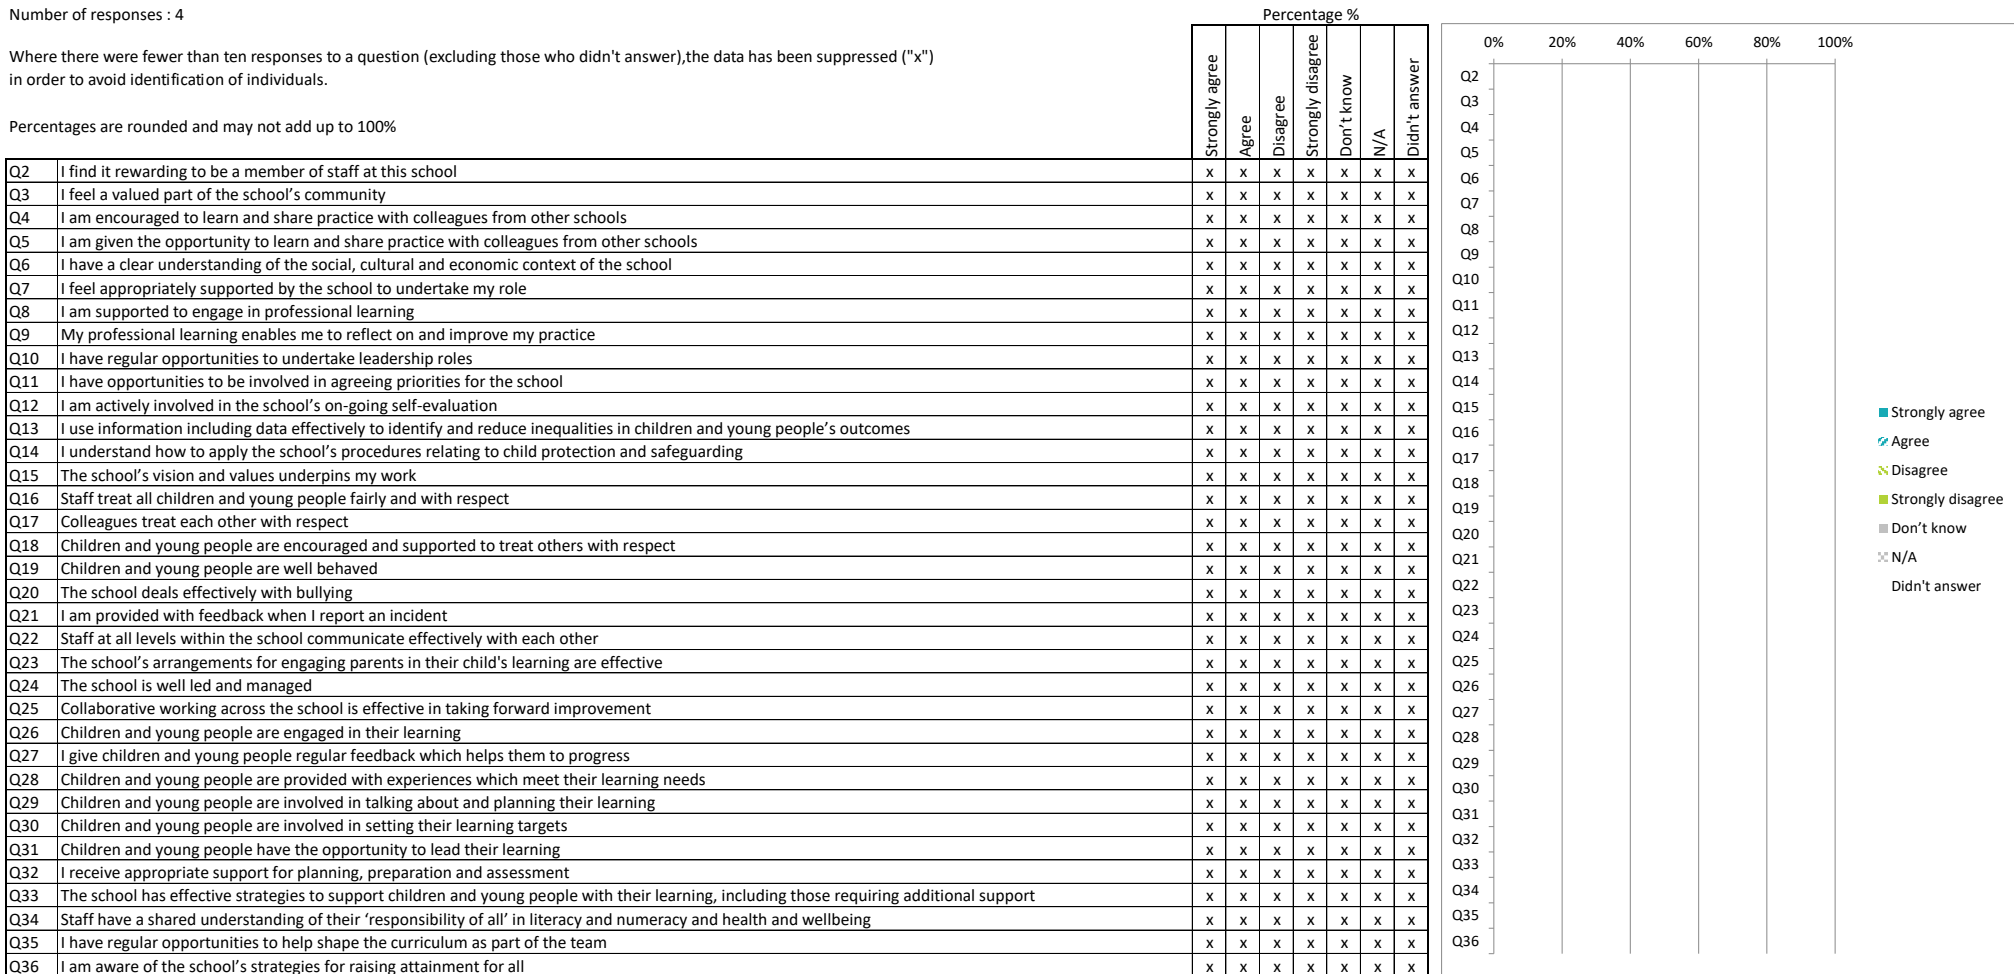 Number of responses : 4
Percentage %
Where there were fewer than ten responses to a question (excluding those who didn't answer),the data has been suppressed ("x")
in order to avoid identification of individuals.
Percentages are rounded and may not add up to 100%
Strongly agree
Agree
Disagree
Strongly disagree
Don't know
N/A
Didn't answer
Q2 I find it rewarding to be a member of staff at this school x x x x x x x
Q3 I feel a valued part of the school’s community x x x x x x x
Q4 I am encouraged to learn and share practice with colleagues from other schools x x x x x x x
Q5 I am given the opportunity to learn and share practice with colleagues from other schools x x x x x x x
Q6 I have a clear understanding of the social, cultural and economic context of the school x x x x x x x
Q7 I feel appropriately supported by the school to undertake my role x x x x x x x
Q8 I am supported to engage in professional learning x x x x x x x
Q9 My professional learning enables me to reflect on and improve my practice x x x x x x x
Q10 I have regular opportunities to undertake leadership roles x x x x x x x
Q11 I have opportunities to be involved in agreeing priorities for the school x x x x x x x
Q12 I am actively involved in the school’s on-going self-evaluation x x x x x x x
Q13 I use information including data effectively to identify and reduce inequalities in children and young people’s outcomes x x x x x x x
Q14 I understand how to apply the school’s procedures relating to child protection and safeguarding x x x x x x x
Q15 The school’s vision and values underpins my work x x x x x x x
Q16 Staff treat all children and young people fairly and with respect x x x x x x x
Q17 Colleagues treat each other with respect x x x x x x x
Q18 Children and young people are encouraged and supported to treat others with respect x x x x x x x
Q19 Children and young people are well behaved x x x x x x x
Q20 The school deals effectively with bullying x x x x x x x
Q21 I am provided with feedback when I report an incident x x x x x x x
Q22 Staff at all levels within the school communicate effectively with each other x x x x x x x
Q23 The school’s arrangements for engaging parents in their child's learning are effective x x x x x x x
Q24 The school is well led and managed x x x x x x x
Q25 Collaborative working across the school is effective in taking forward improvement x x x x x x x
Q26 Children and young people are engaged in their learning x x x x x x x
Q27 I give children and young people regular feedback which helps them to progress x x x x x x x
Q28 Children and young people are provided with experiences which meet their learning needs x x x x x x x
Q29 Children and young people are involved in talking about and planning their learning x x x x x x x
Q30 Children and young people are involved in setting their learning targets x x x x x x x
Q31 Children and young people have the opportunity to lead their learning x x x x x x x
Q32 I receive appropriate support for planning, preparation and assessment x x x x x x x
Q33 The school has effective strategies to support children and young people with their learning, including those requiring additional support x x x x x x x
Q34 Staff have a shared understanding of their ‘responsibility of all’ in literacy and numeracy and health and wellbeing x x x x x x x
Q35 I have regular opportunities to help shape the curriculum as part of the team x x x x x x x
Q36 I am aware of the school’s strategies for raising attainment for all x x x x x x x
0% 20% 40% 60% 80% 100%
Q2
Q3
Q4
Q5
Q6
Q7
Q8
Q9
Q10
Q11
Q12
Q13
Q14
Q15
Q16
Q17
Q18
Q19
Q20
Q21
Q22
Q23
Q24
Q25
Q26
Q27
Q28
Q29
Q30
Q31
Q32
Q33
Q34
Q35
Q36
Strongly agree
Agree
Disagree
Strongly disagree
Don’t know
N/A
Didn't answer